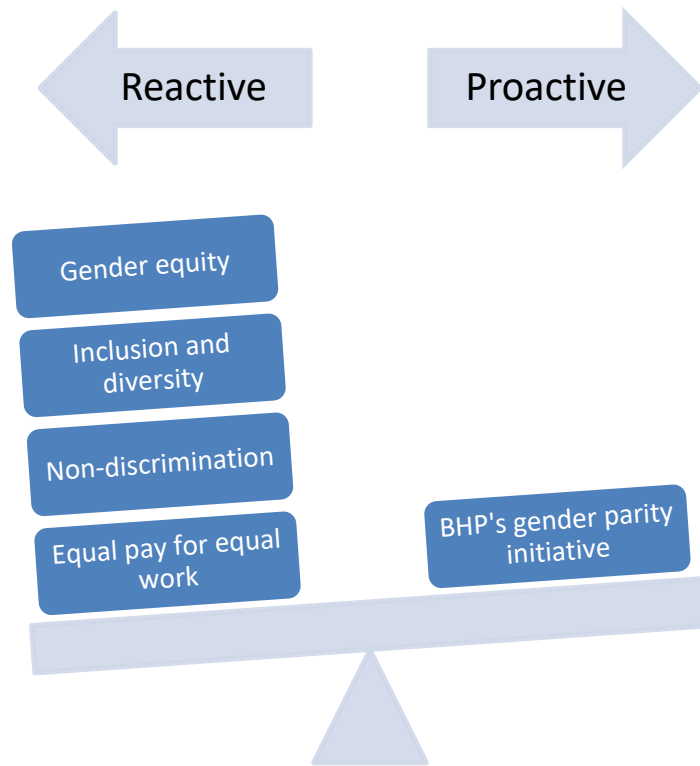 Reactive
Proactive
Gender equity
Inclusion and
diversity
Non-discrimination
Equal pay for equal
work
BHP's gender parity
initiative